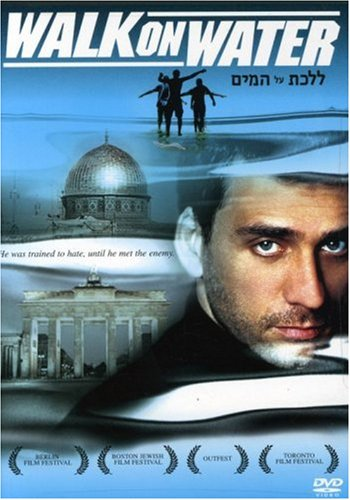 WALK ON WATER
ללכת על המים
He was trained to hate, until he met the enemy.
BERLIN
FILM FESTIVAL
BOSTON JEWISH
FILM FESTIVAL
OUTFEST
TORONTO
FILM FESTIVAL
DVD
VIDEO